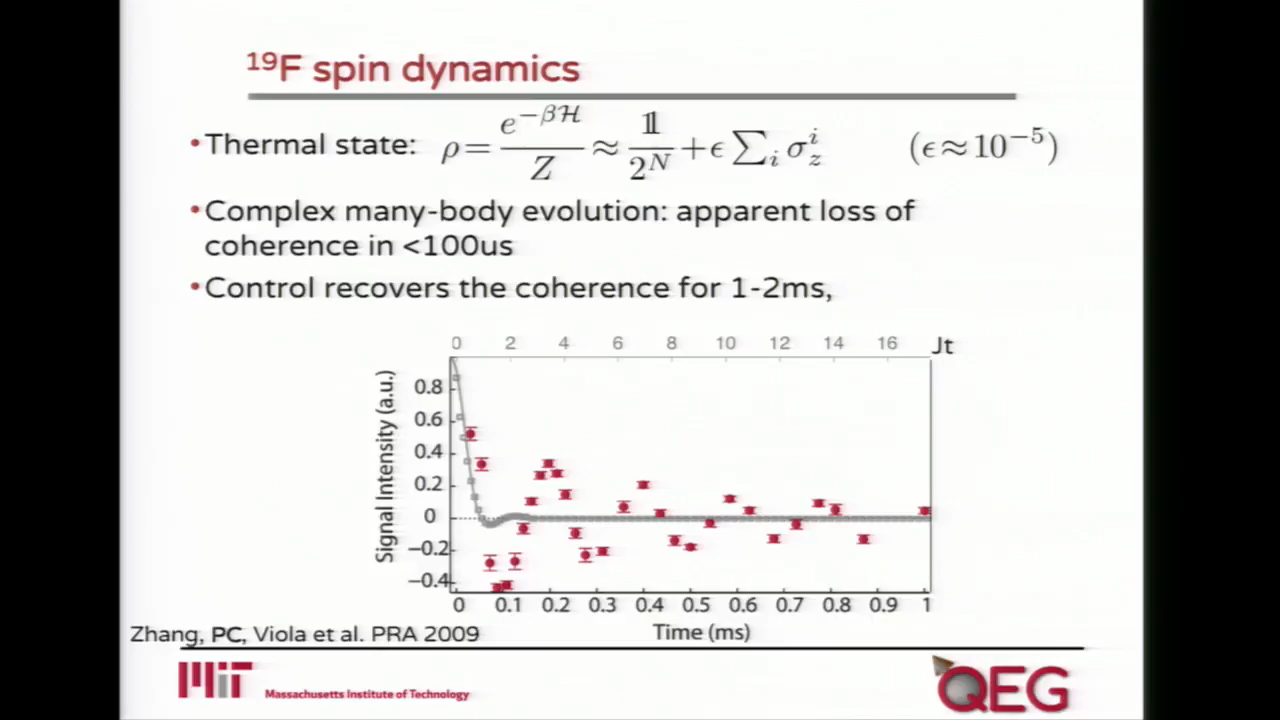 ¹⁹F spin dynamics
• Thermal state: ρ = e^{−βℋ} / Z ≈ 𝟙 / 2^N + ϵ ∑_i σ_z^i (ϵ ≈ 10^{−5})
• Complex many-body evolution: apparent loss of
coherence in <100us
• Control recovers the coherence for 1-2ms,
0 2 4 6 8 10 12 14 16 Jt
Signal Intensity (a.u.)
0.8
0.6
0.4
0.2
0
−0.2
−0.4
0 0.1 0.2 0.3 0.4 0.5 0.6 0.7 0.8 0.9 1
Time (ms)
Zhang, PC, Viola et al. PRA 2009
MIT Massachusetts Institute of Technology
QEG